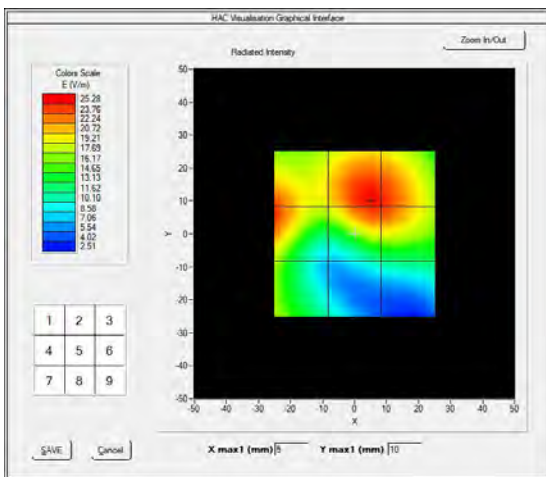 HAC Visualisation Graphical Interface
Zoom In/Out
Radiated Intensity
Colors Scale
E (V/m)
25.28
23.76
22.24
20.72
19.21
17.69
16.17
14.65
13.13
11.62
10.10
8.58
7.06
5.54
4.02
2.51
50
40
30
20
10
0
-10
-20
-30
-40
-50
Y
-50 -40 -30 -20 -10 0 10 20 30 40 50
X
1 2 3
4 5 6
7 8 9
SAVE
Cancel
X max1 (mm) 5 Y max1 (mm) 10